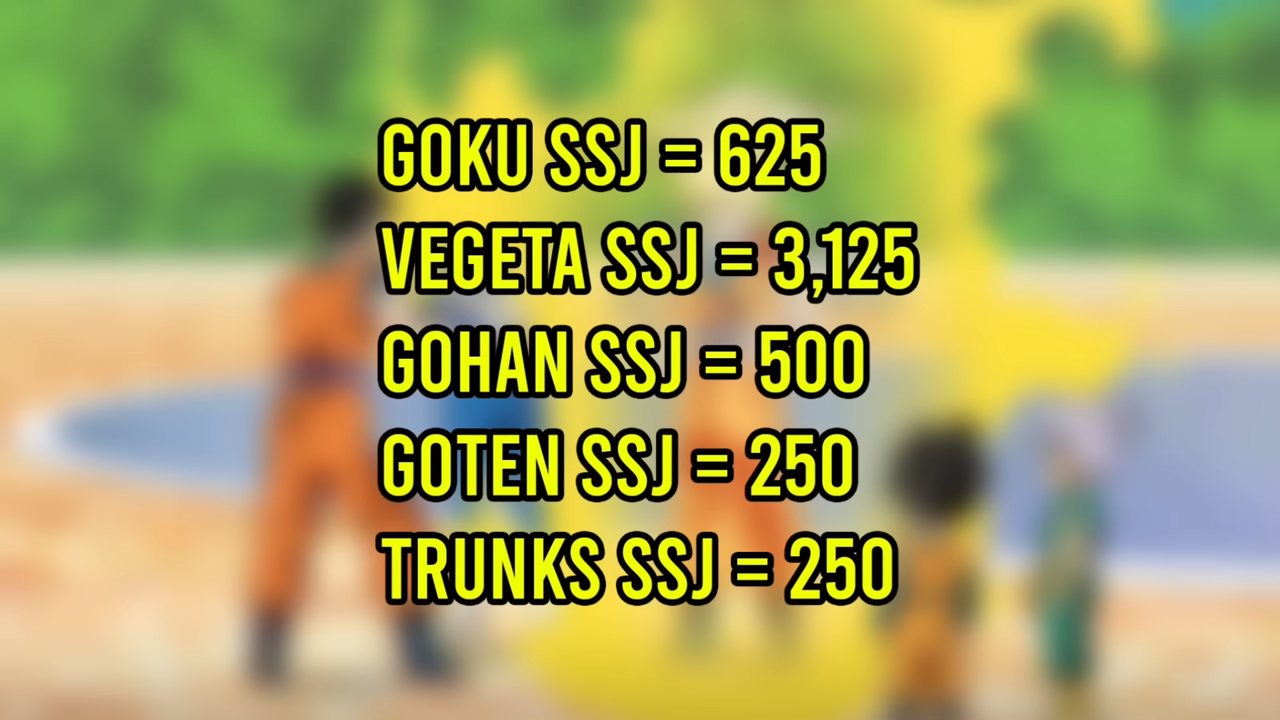 GOKU SSJ = 625
VEGETA SSJ = 3,125
GOHAN SSJ = 500
GOTEN SSJ = 250
TRUNKS SSJ = 250